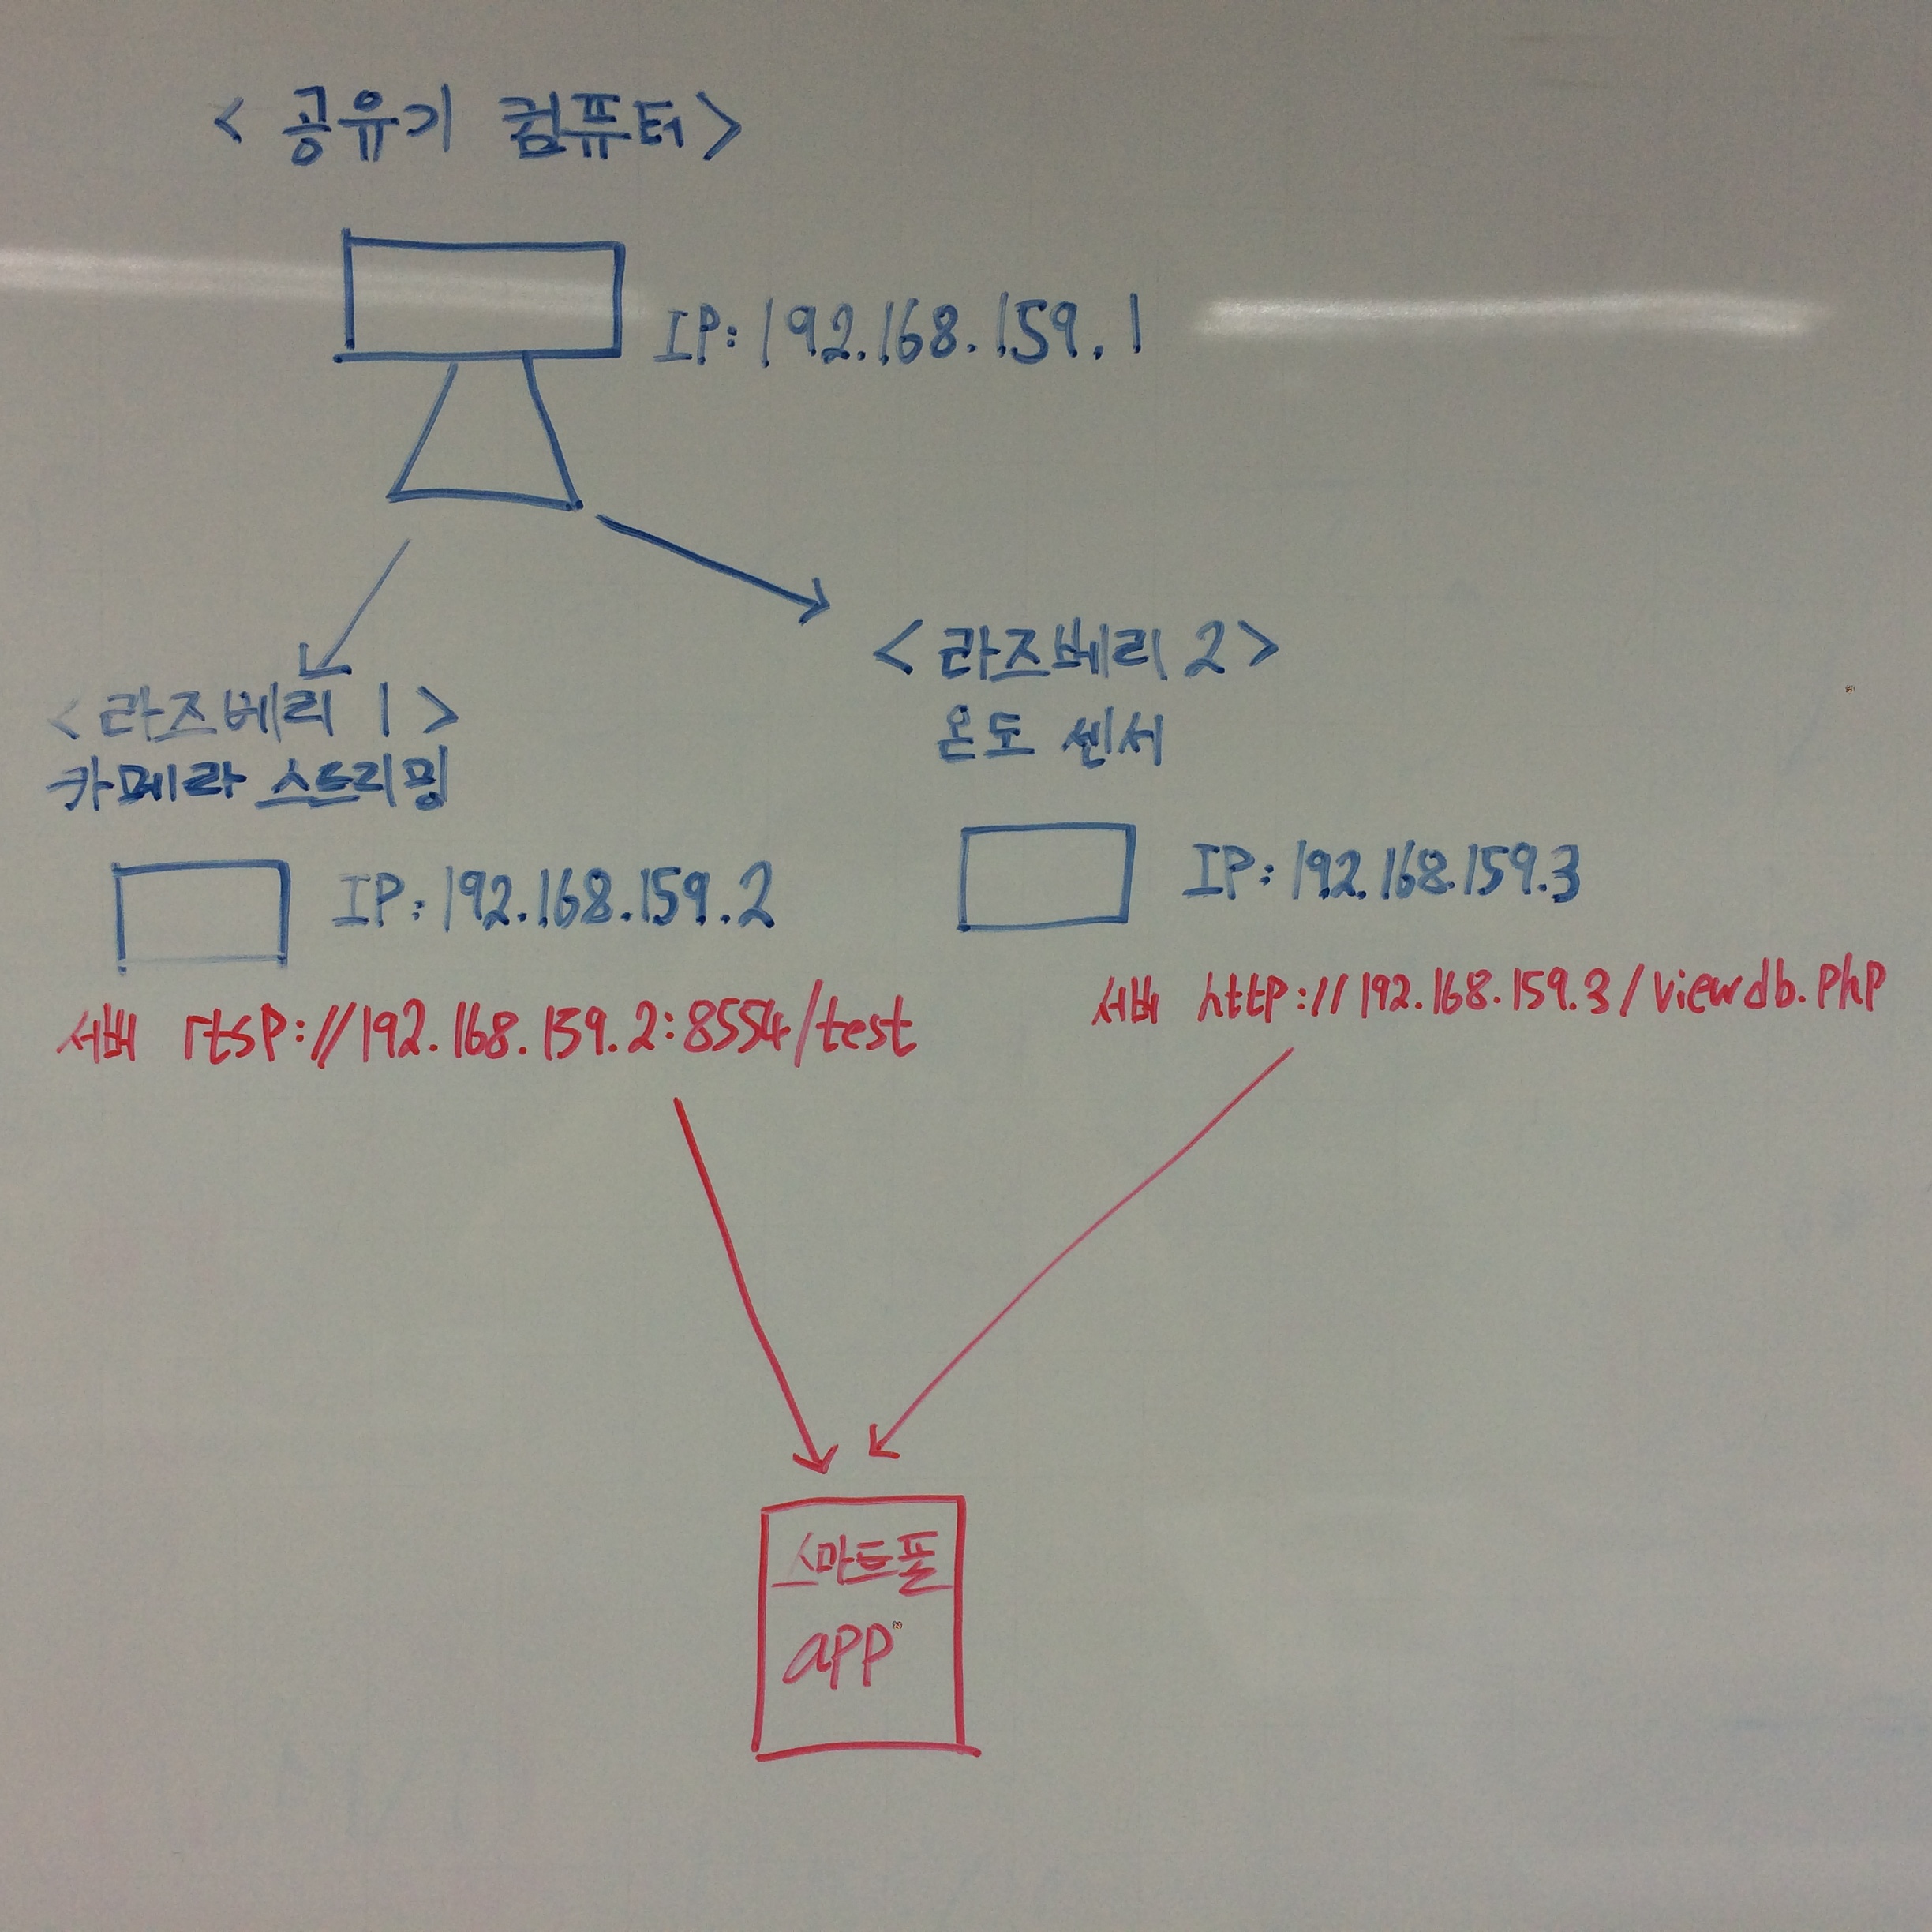 < 공유기 컴퓨터 >
IP: 192.168.159.1
< 라즈베리 1 >
카메라 스트리밍
IP: 192.168.159.2
서버 rtsp://192.168.159.2:8554/test
< 라즈베리 2 >
온도 센서
IP: 192.168.159.3
서버 http://192.168.159.3/viewdb.php
스마트폰
app